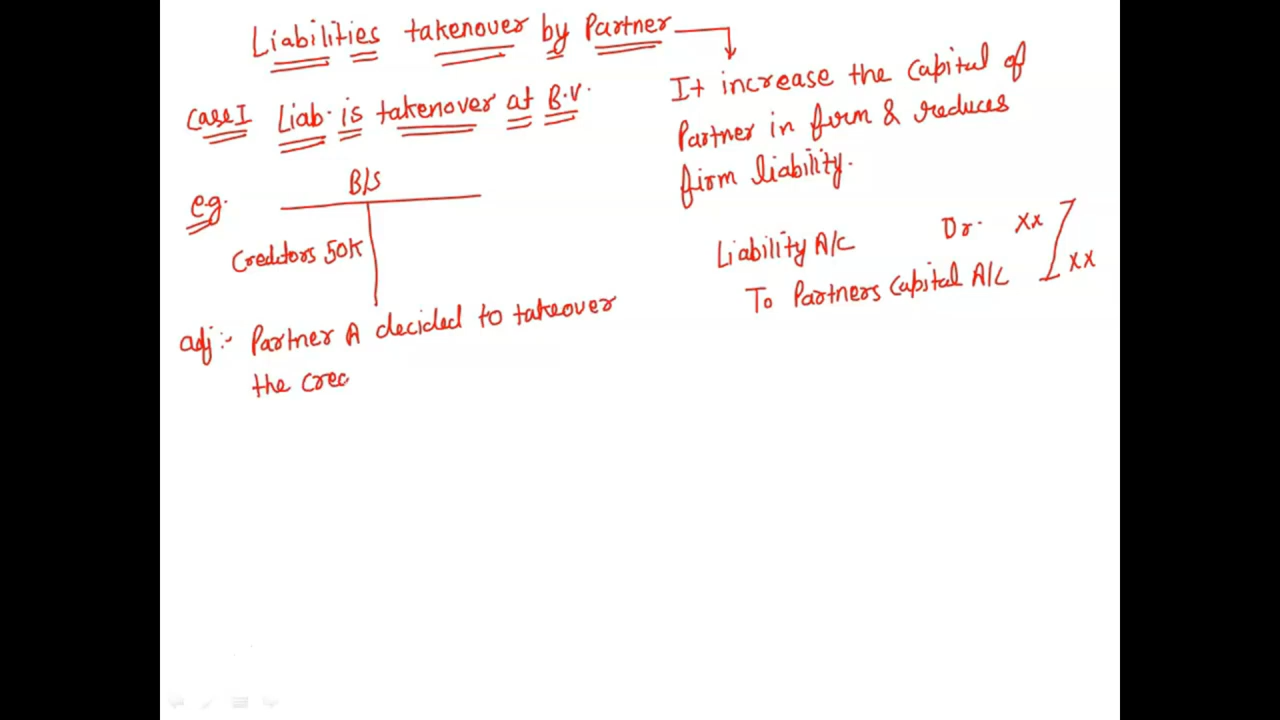 Liabilities takenover by Partner
Case I Liab. is takenover at B.V.
e.g.
B/S
Creditors 50K
adj:- Partner A decided to takeover
the crec
It increase the capital of
Partner in firm & reduces
firm liability.
Liability A/C Dr. xx
To Partners Capital A/C xx